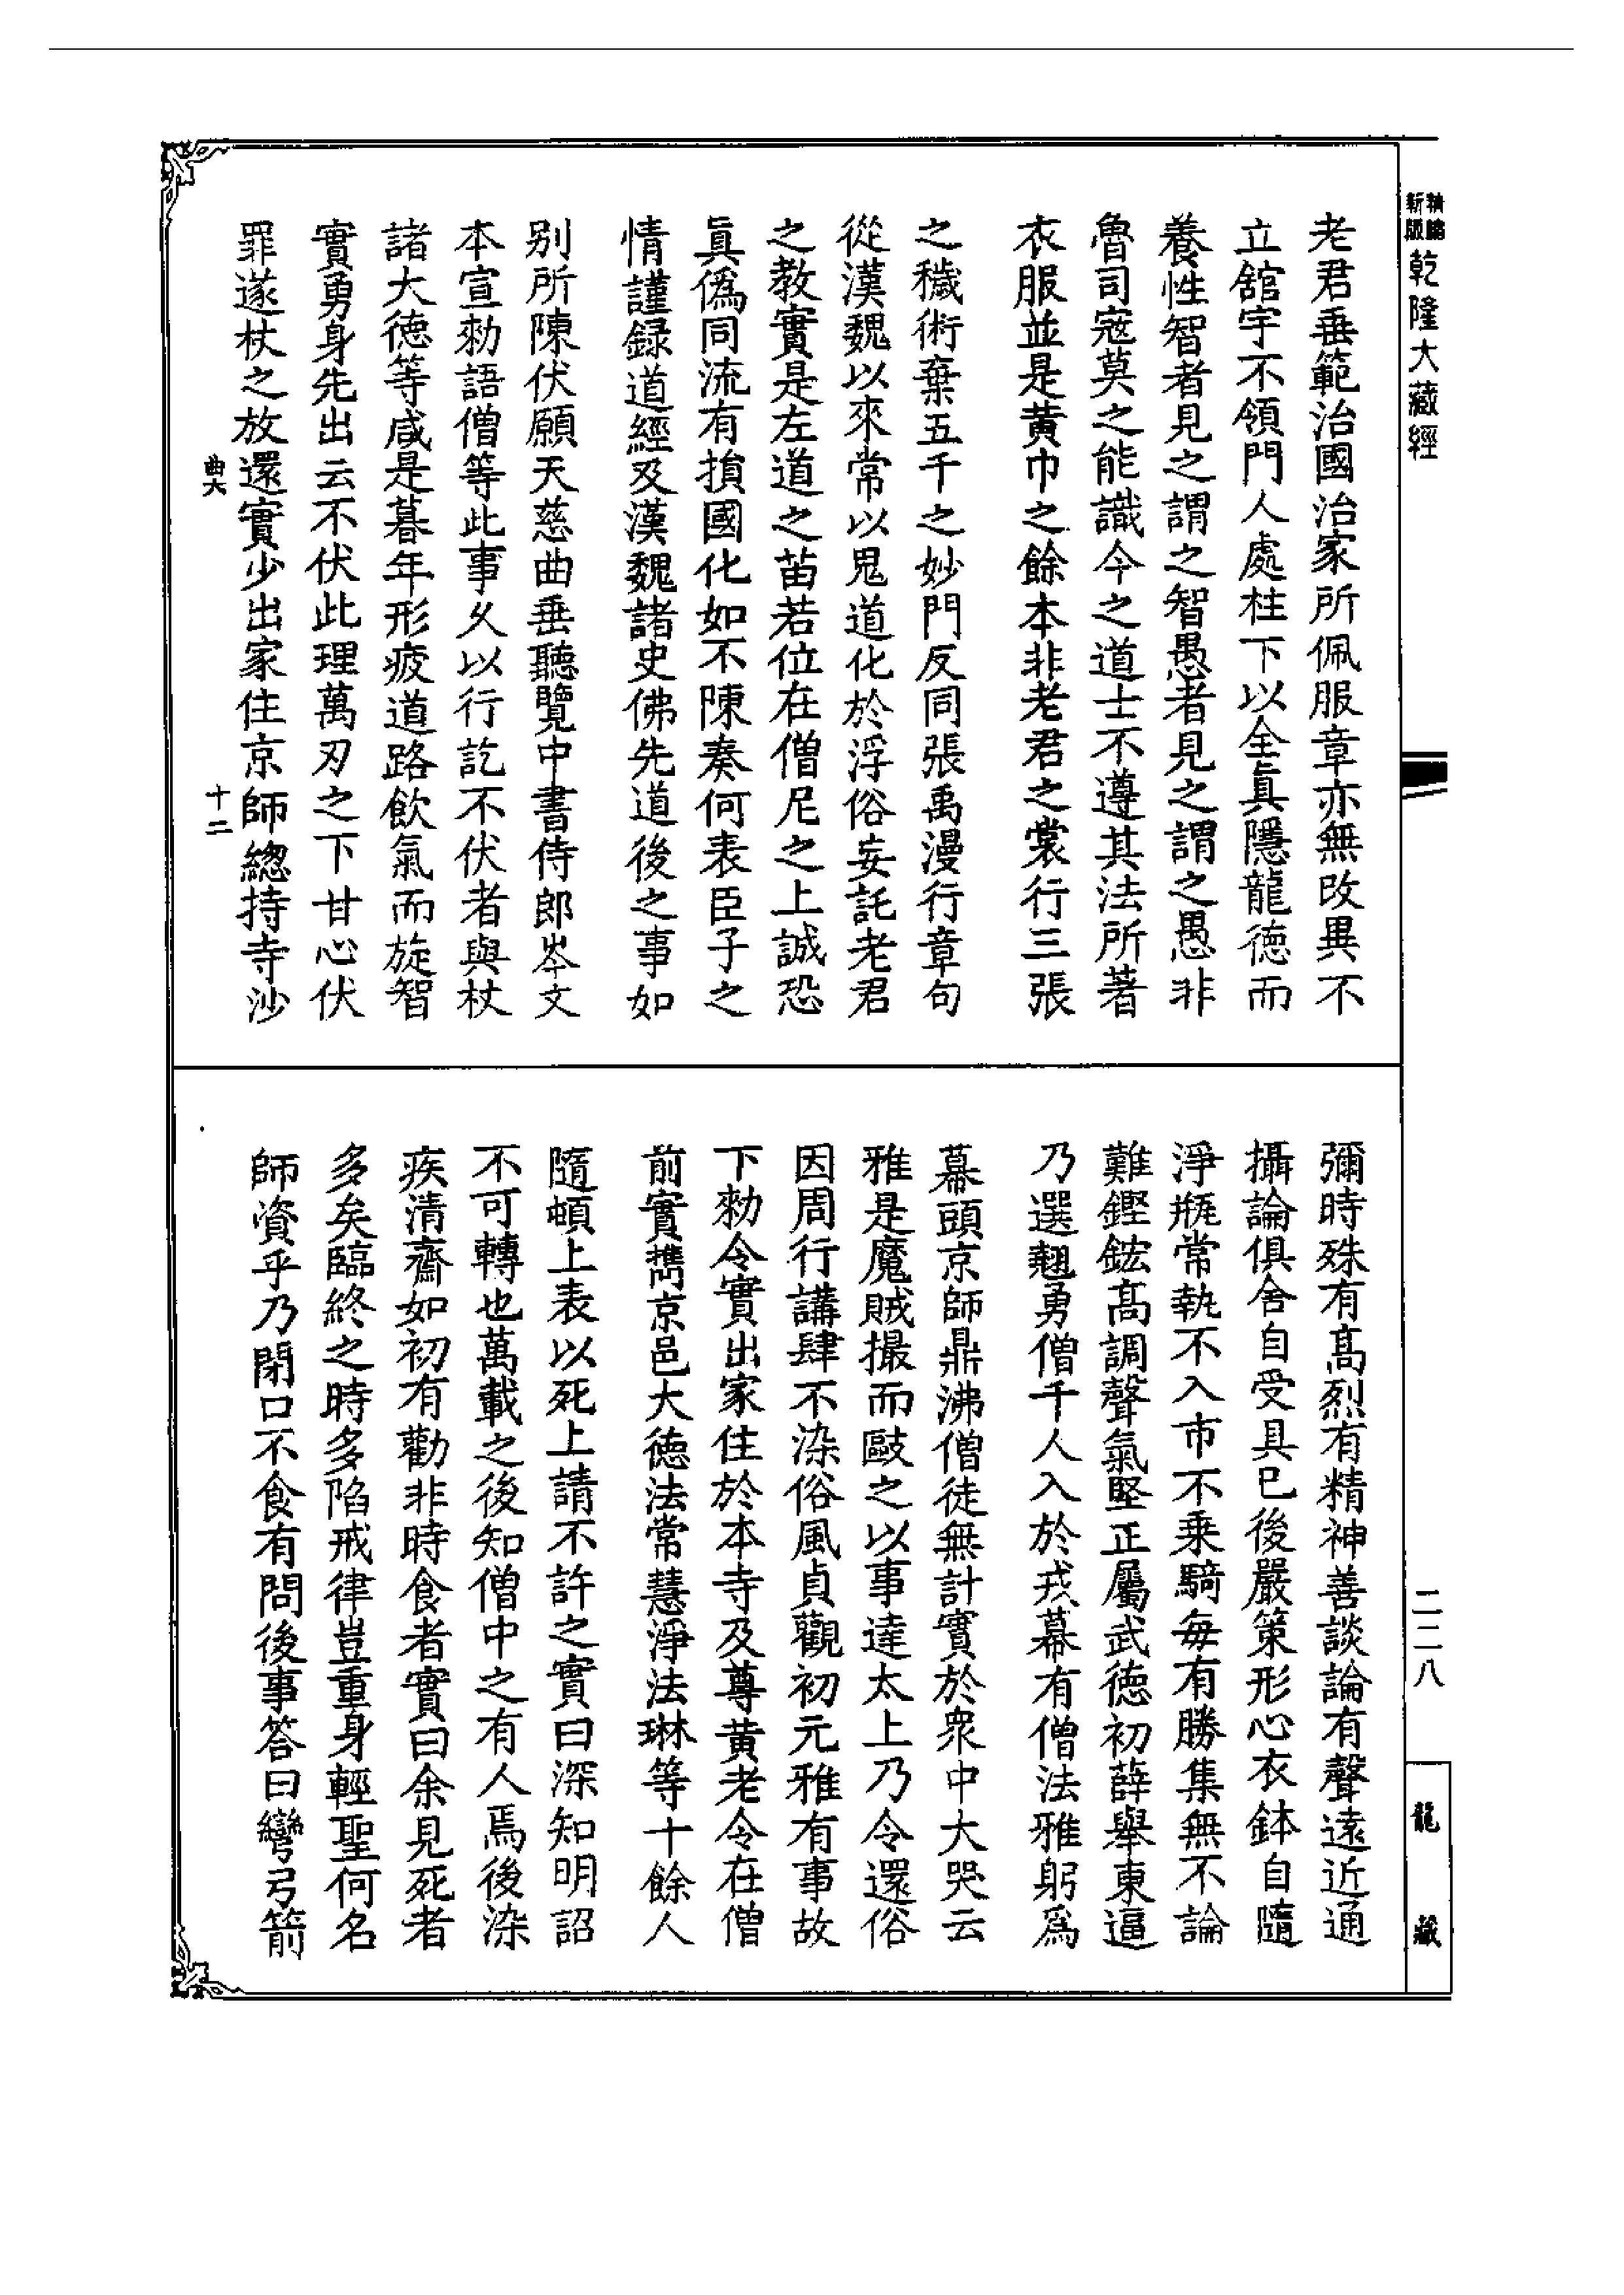 新版
精縮
乾隆大藏經
老君垂範治國治家所佩服章亦無改異不
立舘宇不領門人處柱下以全眞隱龍德而
養性智者見之謂之智愚者見之謂之愚非
魯司寇莫之能識今之道士不遵其法所著
衣服並是黄巾之餘本非老君之裳行三張
之穢術棄五千之妙門反同張禹漫行章句
從漢魏以來常以鬼道化於浮俗妄託老君
之教實是左道之苗若位在僧尼之上誠恐
眞僞同流有損國化如不陳奏何表臣子之
情謹録道經及漢魏諸史佛先道後之事如
别所陳伏願天慈曲垂聽覽中書侍郎岑文
本宣勑語僧等此事久以行訖不伏者與杖
諸大德等咸是暮年形疲道路飲氣而旋智
實勇身先出云不伏此理萬刃之下甘心伏
罪遂杖之放還實少出家住京師總持寺沙
曲六
十二
彌時殊有髙烈有精神善談論有聲遠近通
攝論俱舍自受具已後嚴策形心衣鉢自隨
淨瓶常執不入市不乘騎每有勝集無不論
難鏗鋐髙調聲氣堅正屬武德初薛舉東逼
乃選翹勇僧千人入於戎幕有僧法雅躬爲
幕頭京師鼎沸僧徒無計實於衆中大哭云
雅是魔賊撮而毆之以事達太上乃令還俗
因周行講肆不染俗風貞觀初元雅有事故
下勑令實出家住於本寺及尊黄老令在僧
前實攜京邑大德法常慧淨法琳等十餘人
隨頓上表以死上請不許之實曰深知明詔
不可轉也萬載之後知僧中之有人焉後染
疾清齋如初有勸非時食者實曰余見死者
多矣臨終之時多陷戒律豈重身輕聖何名
師資乎乃閉口不食有問後事答曰彎弓箭
二二八
龍藏